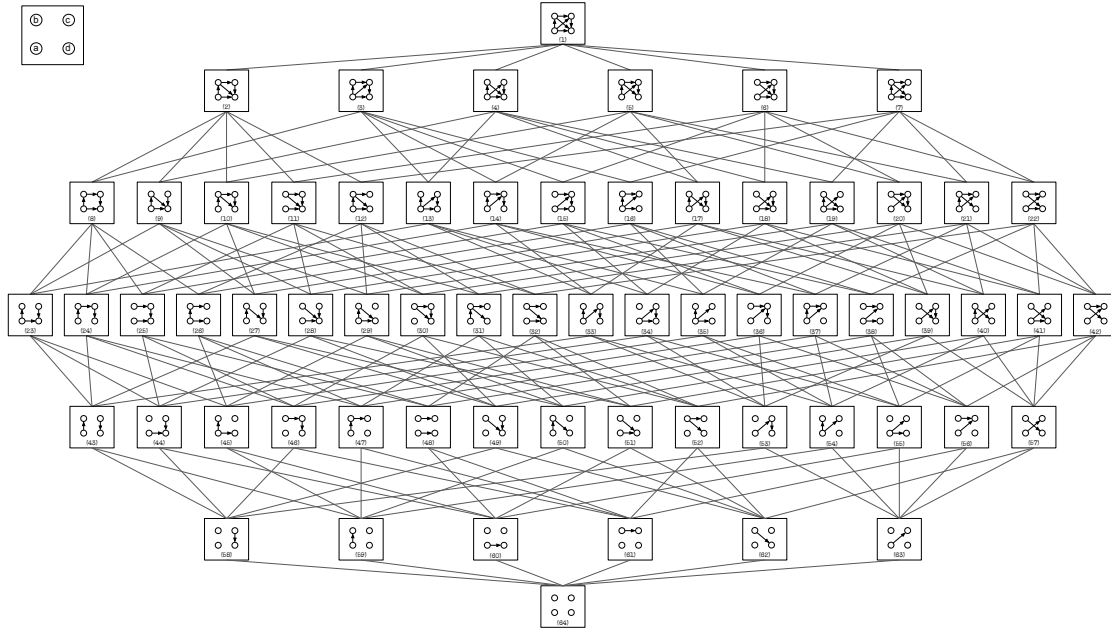 b c
a d
(1)
(2) (3) (4) (5) (6) (7)
(8) (9) (10) (11) (12) (13) (14) (15) (16) (17) (18) (19) (20) (21) (22)
(23) (24) (25) (26) (27) (28) (29) (30) (31) (32) (33) (34) (35) (36) (37) (38) (39) (40) (41) (42)
(43) (44) (45) (46) (47) (48) (49) (50) (51) (52) (53) (54) (55) (56) (57)
(58) (59) (60) (61) (62) (63)
(64)